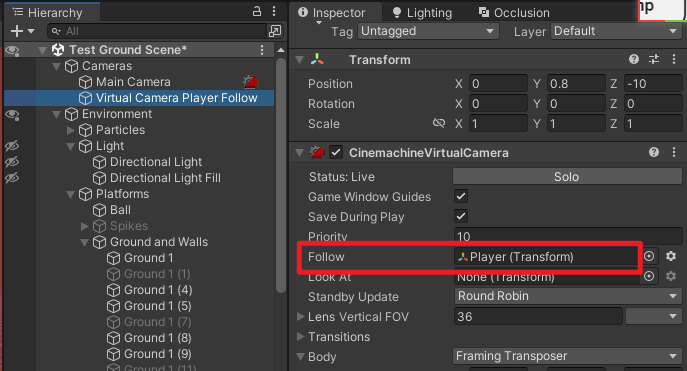 Hierarchy
All
Test Ground Scene*
Cameras
Main Camera
Virtual Camera Player Follow
Environment
Particles
Light
Directional Light
Directional Light Fill
Platforms
Ball
Spikes
Ground and Walls
Ground 1
Ground 1 (1)
Ground 1 (4)
Ground 1 (5)
Ground 1 (7)
Ground 1 (8)
Ground 1 (9)
Ground 1 (11)
Inspector Lighting Occlusion
Tag Untagged Layer Default
Transform
Position X 0 Y 0.8 Z -10
Rotation X 0 Y 0 Z 0
Scale X 1 Y 1 Z 1
CinemachineVirtualCamera
Status: Live Solo
Game Window Guides
Save During Play
Priority 10
Follow Player (Transform)
Look At None (Transform)
Standby Update Round Robin
Lens Vertical FOV 36
Transitions
Body Framing Transposer